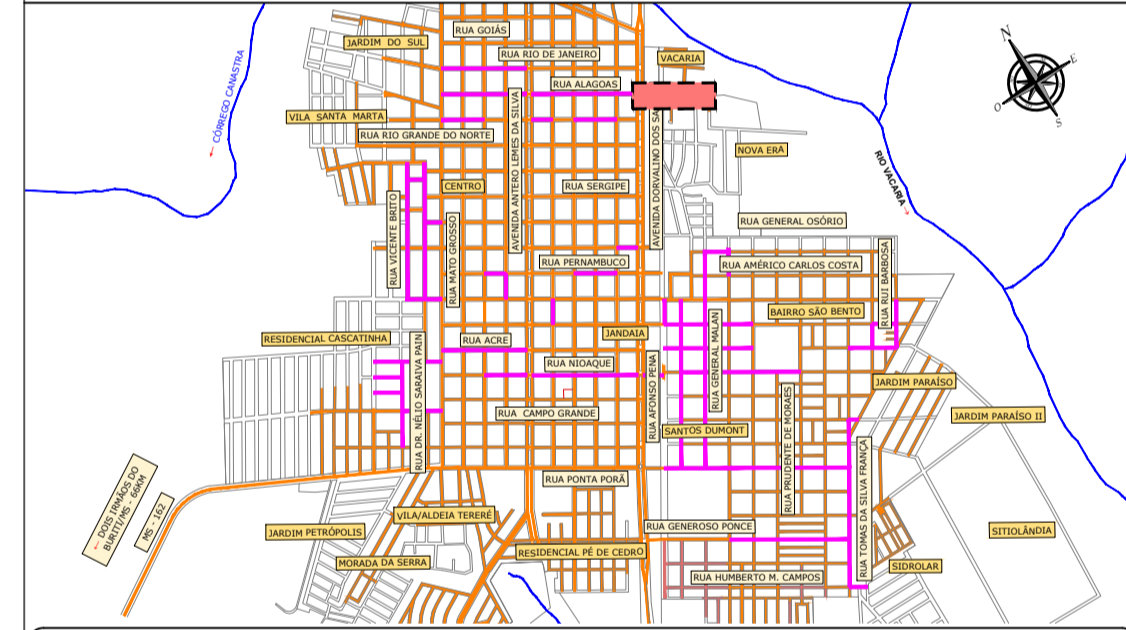 RUA GOIÁS
JARDIM DO SUL
RUA RIO DE JANEIRO
VACARIA
N
E
O
S
CÓRREGO CANASTRA
RUA ALAGOAS
VILA SANTA MARTA
RUA RIO GRANDE DO NORTE
AVENIDA ANTERO LEMES DA SILVA
AVENIDA DORVALINO DOS SA
NOVA ERA
RIO VACARIA
CENTRO
RUA SERGIPE
RUA VICENTE BRITO
RUA MATO GROSSO
RUA GENERAL OSÓRIO
RUA PERNAMBUCO
RUA AMÉRICO CARLOS COSTA
RUA RUI BARBOSA
BAIRRO SÃO BENTO
RESIDENCIAL CASCATINHA
RUA ACRE
JANDAIA
RUA GENERAL MALAN
RUA NIOAQUE
RUA DR. NÉLIO SARAIVA PAIN
RUA AFONSO PENA
JARDIM PARAÍSO
RUA CAMPO GRANDE
JARDIM PARAÍSO II
SANTOS DUMONT
RUA PRUDENTE DE MORAES
RUA TOMAS DA SILVA FRANÇA
RUA PONTA PORÃ
← DOIS IRMÃOS DO
BURITI/MS - 66KM
MS - 162
VILA/ALDEIA TERERÉ
JARDIM PETRÓPOLIS
RUA GENEROSO PONCE
SITIOLÂNDIA
RESIDENCIAL PÉ DE CEDRO
MORADA DA SERRA
SIDROLAR
RUA HUMBERTO M. CAMPOS